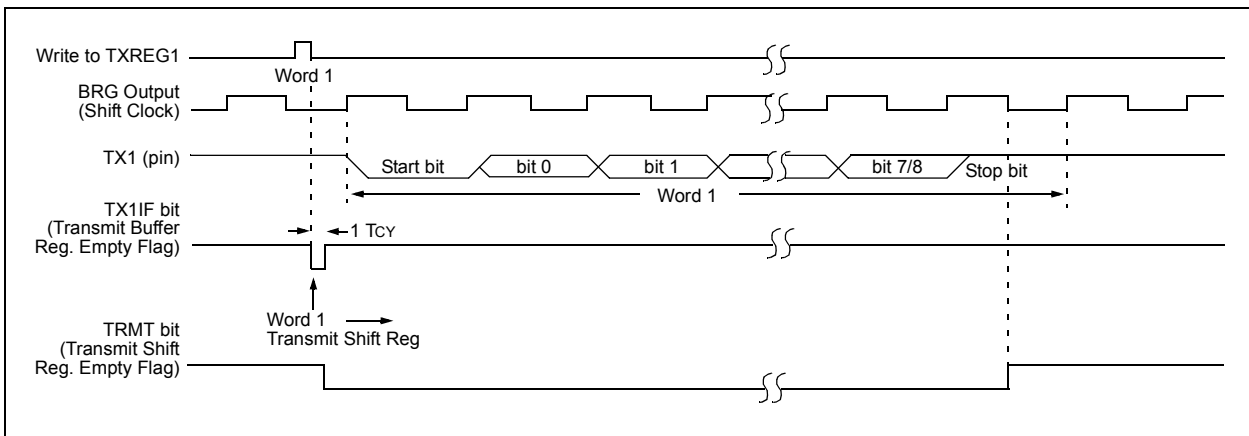 Write to TXREG1
Word 1
BRG Output
(Shift Clock)
TX1 (pin)
Start bit
bit 0
bit 1
bit 7/8
Stop bit
Word 1
TX1IF bit
(Transmit Buffer
Reg. Empty Flag)
1 TCY
Word 1
Transmit Shift Reg
TRMT bit
(Transmit Shift
Reg. Empty Flag)